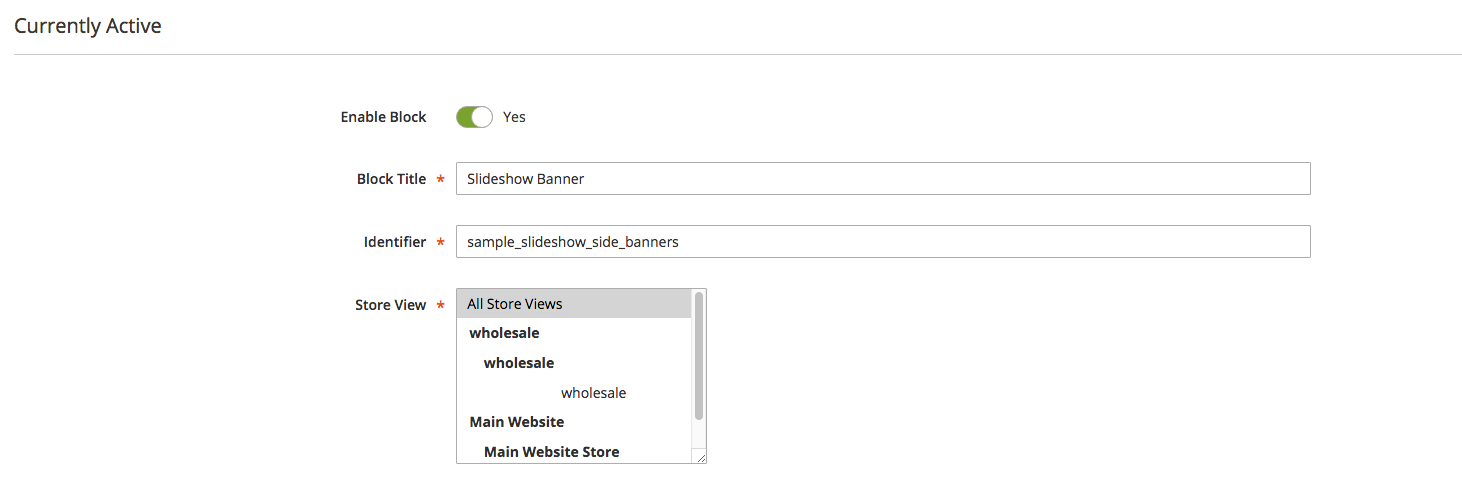 Currently Active
Enable Block Yes
Block Title * Slideshow Banner
Identifier * sample_slideshow_side_banners
Store View * All Store Views
wholesale
wholesale
wholesale
Main Website
Main Website Store